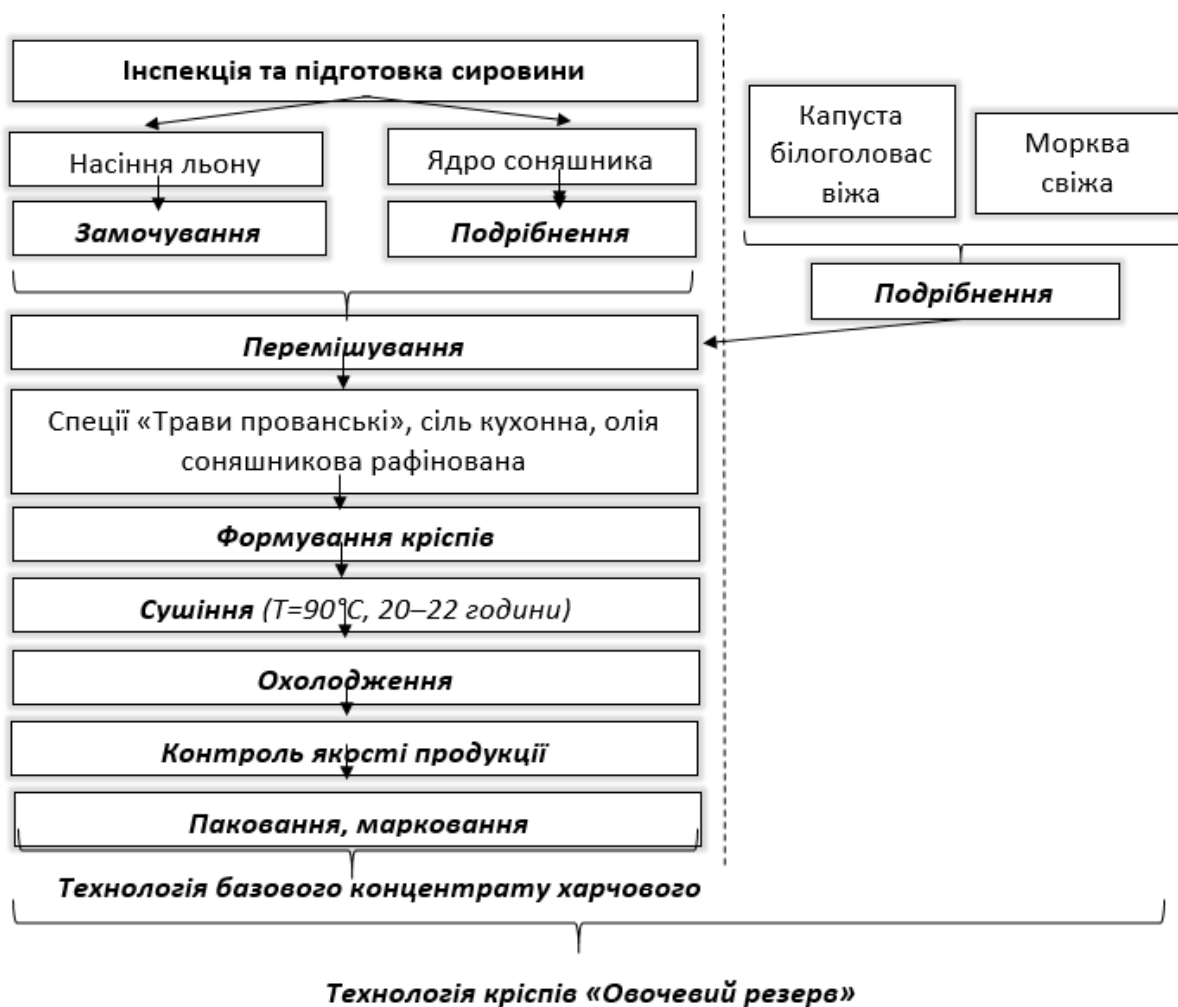 Інспекція та підготовка сировини
Насіння льону
Ядро соняшника
Замочування
Подрібнення
Капуста
білоголовас
віжа
Морква
свіжа
Подрібнення
Перемішування
Спеції «Трави прованські», сіль кухонна, олія
соняшникова рафінована
Формування кріспів
Сушіння (Т=90°С, 20–22 години)
Охолодження
Контроль якості продукції
Паковання, марковання
Технологія базового концентрату харчового
Технологія кріспів «Овочевий резерв»